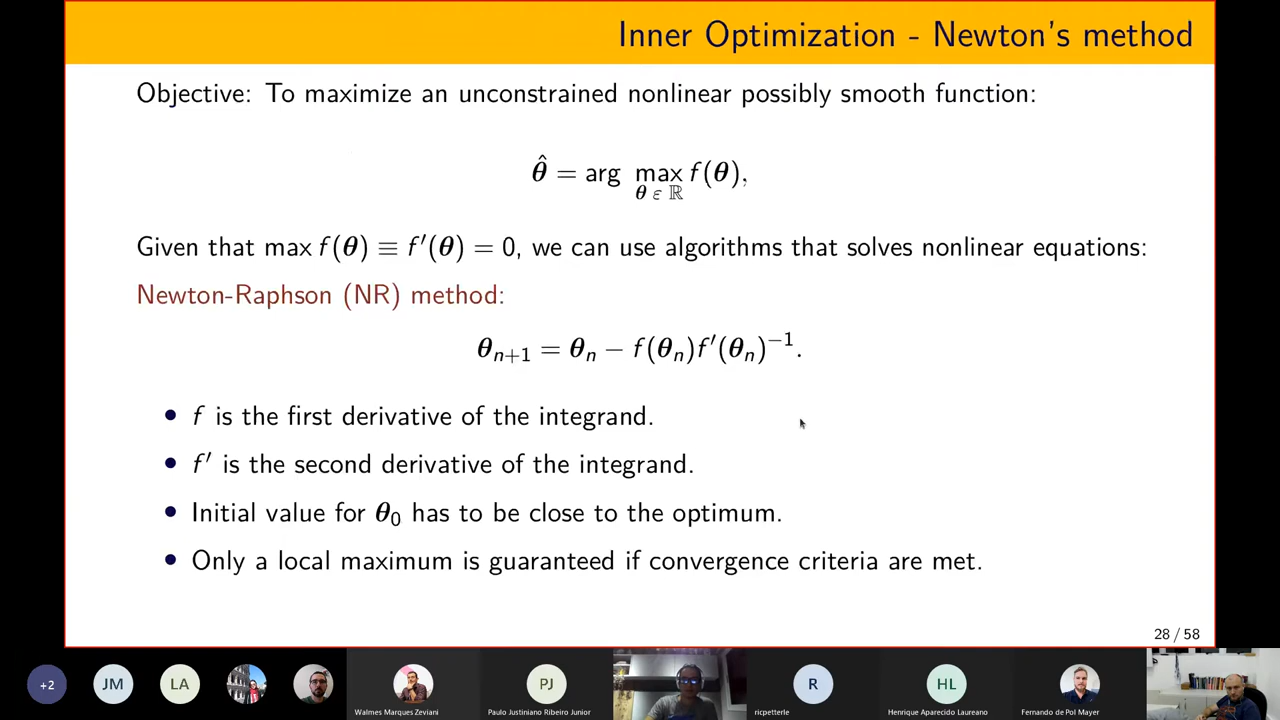 Inner Optimization - Newton's method
Objective: To maximize an unconstrained nonlinear possibly smooth function:
θ̂ = arg max f(θ),
θ ε ℝ
Given that max f(θ) ≡ f′(θ) = 0, we can use algorithms that solves nonlinear equations:
Newton-Raphson (NR) method:
θₙ₊₁ = θₙ − f(θₙ)f′(θₙ)⁻¹.
• f is the first derivative of the integrand.
• f′ is the second derivative of the integrand.
• Initial value for θ₀ has to be close to the optimum.
• Only a local maximum is guaranteed if convergence criteria are met.
28 / 58
+2 JM LA PJ R HL
Walmes Marques Zeviani Paulo Justiniano Ribeiro Junior ricpetterle Henrique Aparecido Laureano Fernando de Pol Mayer